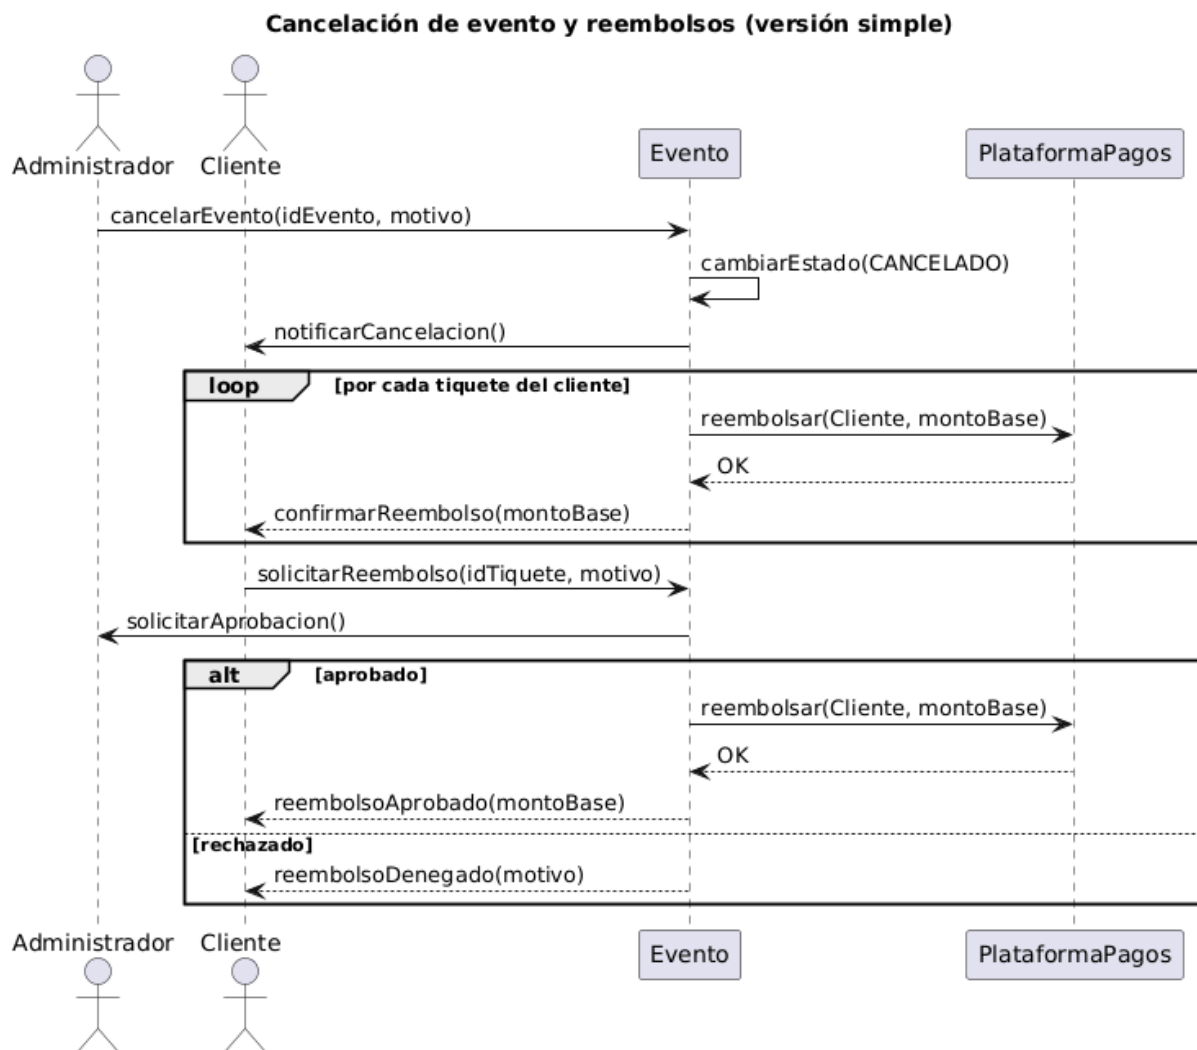 Cancelación de evento y reembolsos (versión simple)
Administrador
Cliente
Evento
PlataformaPagos
cancelarEvento(idEvento, motivo)
cambiarEstado(CANCELADO)
notificarCancelacion()
loop
[por cada tiquete del cliente]
reembolsar(Cliente, montoBase)
OK
confirmarReembolso(montoBase)
solicitarReembolso(idTiquete, motivo)
solicitarAprobacion()
alt
[aprobado]
reembolsar(Cliente, montoBase)
OK
reembolsoAprobado(montoBase)
[rechazado]
reembolsoDenegado(motivo)
Administrador
Cliente
Evento
PlataformaPagos